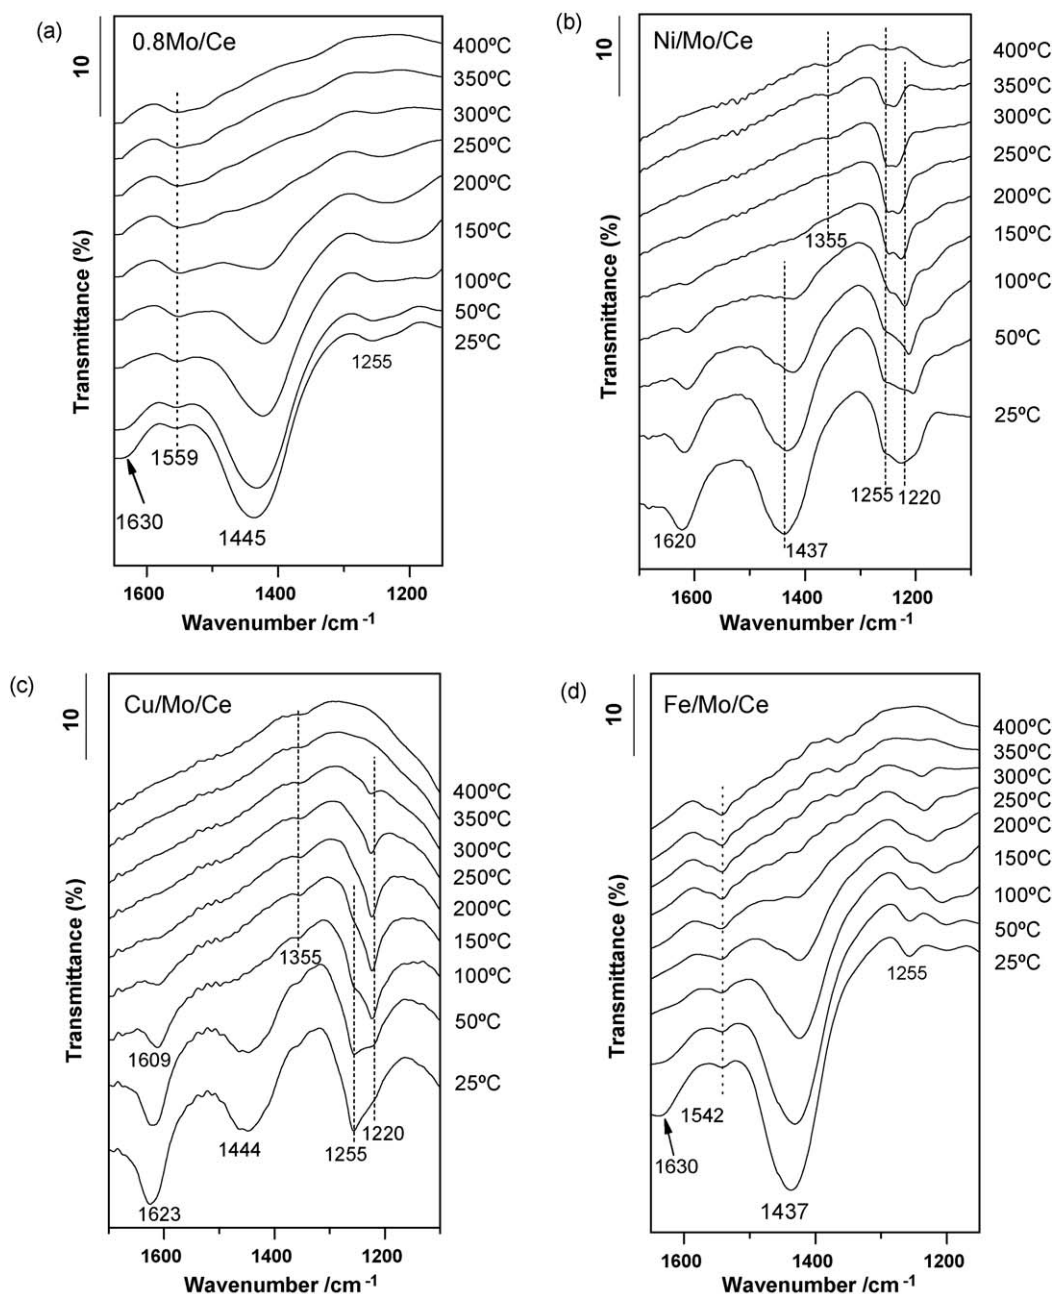 (a)
10
0.8Mo/Ce
400ºC
350ºC
300ºC
250ºC
200ºC
150ºC
100ºC
50ºC
25ºC
1255
1559
1630
1445
Transmittance (%)
1600
1400
1200
Wavenumber /cm⁻¹
(b)
10
Ni/Mo/Ce
400ºC
350ºC
300ºC
250ºC
200ºC
150ºC
100ºC
50ºC
25ºC
1355
1255
1220
1620
1437
Transmittance (%)
1600
1400
1200
Wavenumber /cm⁻¹
(c)
10
Cu/Mo/Ce
400ºC
350ºC
300ºC
250ºC
200ºC
150ºC
100ºC
50ºC
25ºC
1355
1609
1220
1444
1255
1623
Transmittance (%)
1600
1400
1200
Wavenumber /cm⁻¹
(d)
10
Fe/Mo/Ce
400ºC
350ºC
300ºC
250ºC
200ºC
150ºC
100ºC
50ºC
25ºC
1255
1542
1630
1437
Transmittance (%)
1600
1400
1200
Wavenumber /cm⁻¹